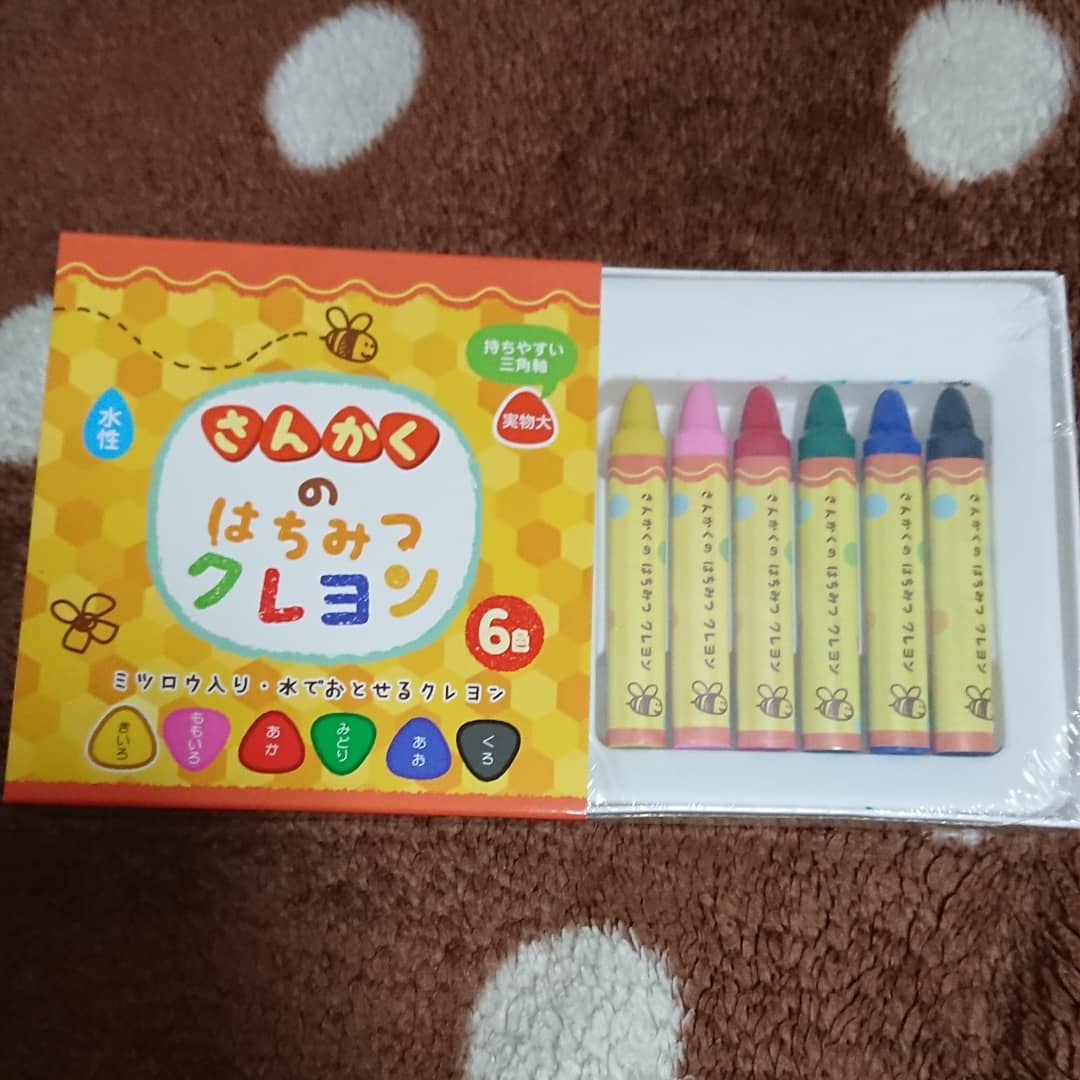 持ちやすい
三角軸
実物大
水性
さんかく
の
はちみつ
クレヨン
6色
ミツロウ入り・水でおとせるクレヨン
きいろ
ももいろ
あか
みどり
あお
くろ
さんかくの はちみつ クレヨン
さんかくの はちみつ クレヨン
さんかくの はちみつ クレヨン
さんかくの はちみつ クレヨン
さんかくの はちみつ クレヨン
さんかくの はちみつ クレヨン